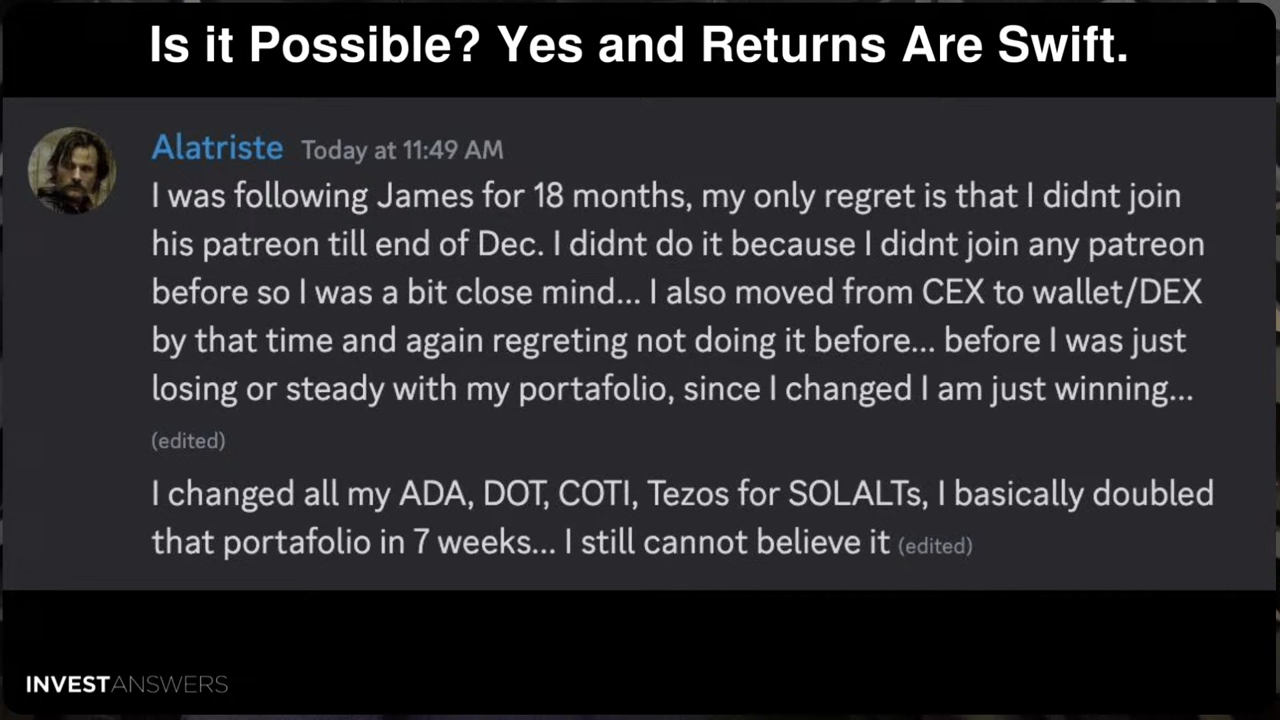 Is it Possible? Yes and Returns Are Swift.
Alatriste Today at 11:49 AM
I was following James for 18 months, my only regret is that I didnt join
his patreon till end of Dec. I didnt do it because I didnt join any patreon
before so I was a bit close mind... I also moved from CEX to wallet/DEX
by that time and again regreting not doing it before... before I was just
losing or steady with my portafolio, since I changed I am just winning...
(edited)
I changed all my ADA, DOT, COTI, Tezos for SOLALTs, I basically doubled
that portafolio in 7 weeks... I still cannot believe it (edited)
INVESTANSWERS